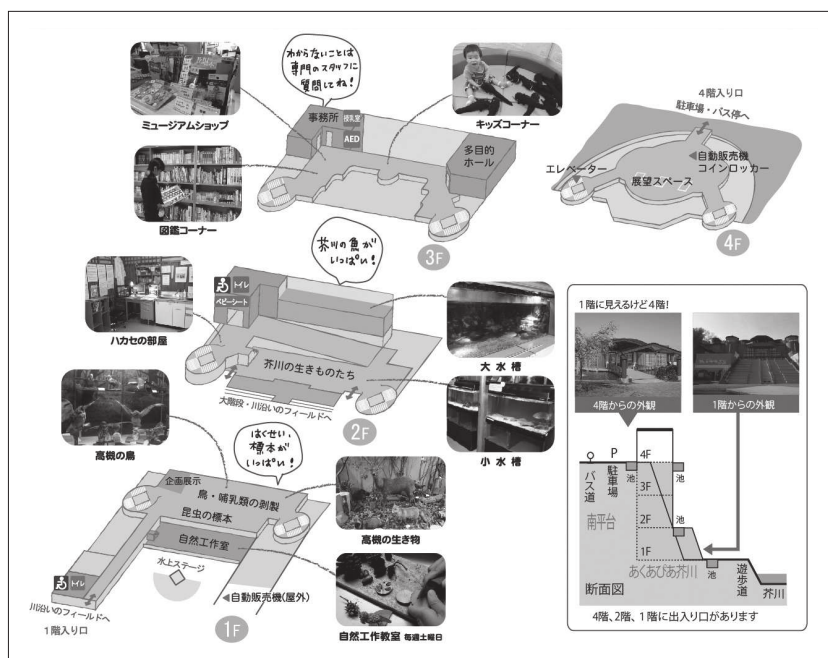 わからないことは
専門のスタッフに
質問してね！
ミュージアムショップ
事務所
授乳室
AED
キッズコーナー
多目的
ホール
図鑑コーナー
3F
4階入り口
駐車場・バス停へ
エレベーター
自動販売機
コインロッカー
展望スペース
4F
芥川の魚が
いっぱい！
トイレ
ベビーシート
ハカセの部屋
芥川の生きものたち
大水槽
大階段・川沿いのフィールドへ
2F
小水槽
高槻の鳥
はくせい、
標本が
いっぱい！
企画展示
鳥・哺乳類の剥製
昆虫の標本
自然工作室
高槻の生き物
水上ステージ
トイレ
川沿いのフィールドへ
1階入り口
自動販売機(屋外)
1F
自然工作教室 毎週土曜日
1階に見えるけど4階!
4階からの外観
1階からの外観
バス道
P
駐車場
池
4F
3F
2F
1F
池
池
南平台
あくあぴあ芥川
遊歩道
芥川
断面図
4階、2階、1階に出入り口があります